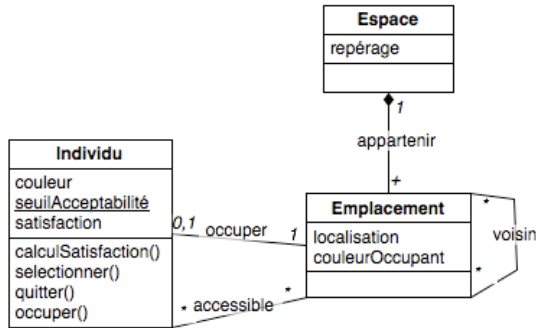 Espace
repérage
1
appartenir
+
Individu
couleur
seuilAcceptabilité
satisfaction
calculSatisfaction()
selectionner()
quitter()
occuper()
0,1 occuper 1
Emplacement
localisation
couleurOccupant
* voisin
*
* accessible *